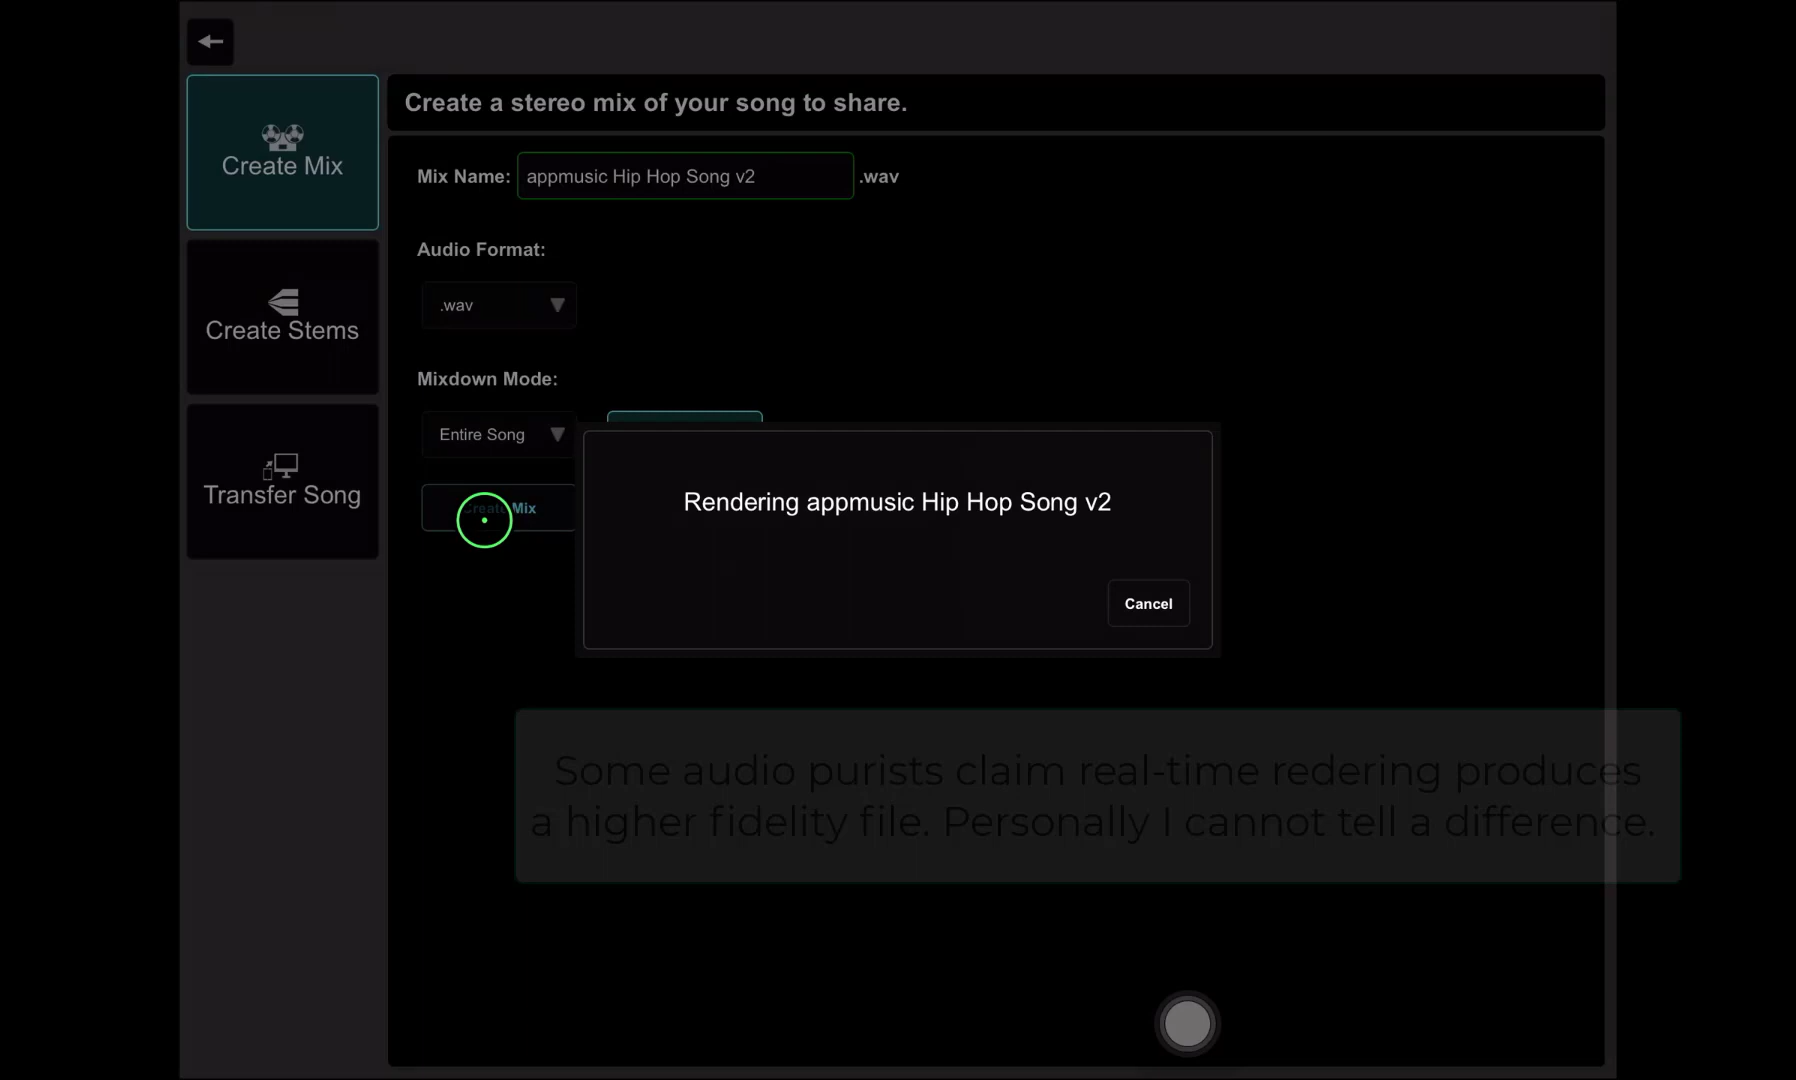 Create a stereo mix of your song to share.
Create Mix
Mix Name: appmusic Hip Hop Song v2 .wav
Audio Format:
.wav
Create Stems
Mixdown Mode:
Entire Song
Transfer Song
Create Mix
Rendering appmusic Hip Hop Song v2
Cancel
Some audio purists claim real-time redering produces
a higher fidelity file. Personally I cannot tell a difference.